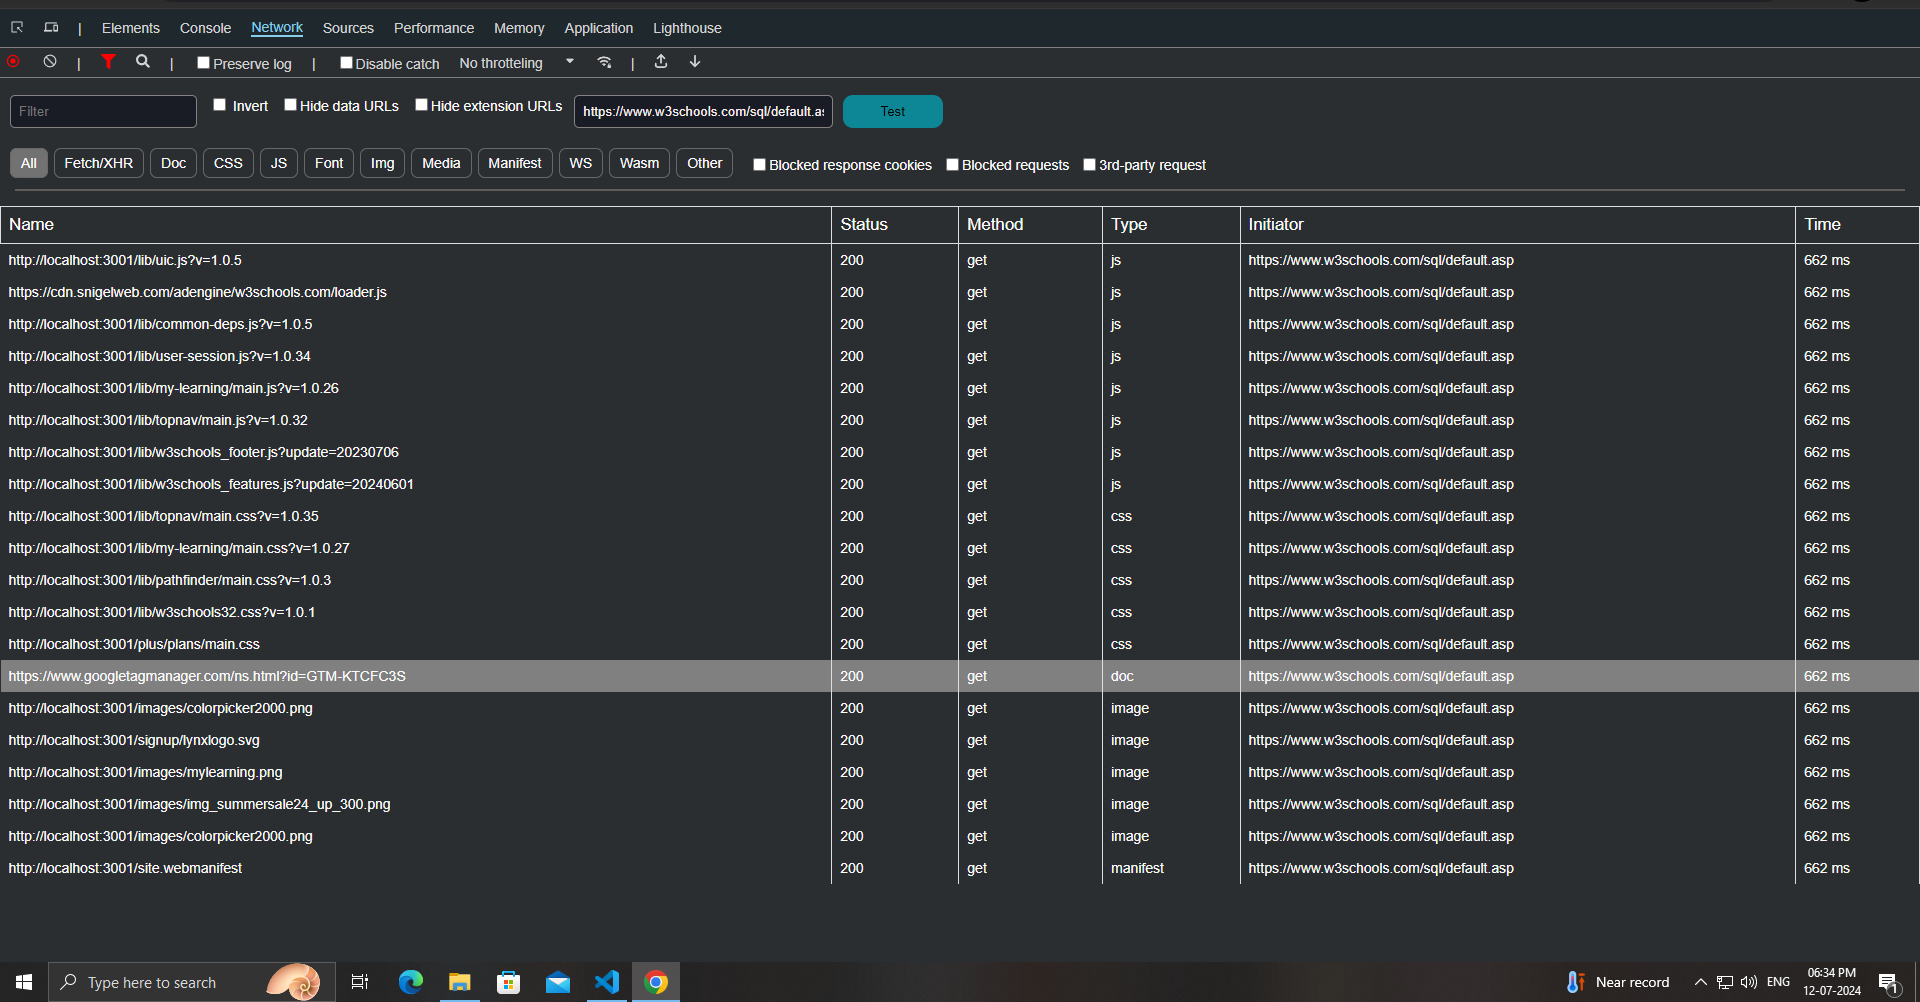 | Elements Console Network Sources Performance Memory Application Lighthouse
| | Preserve log | Disable catch No throtteling |
Filter Invert Hide data URLs Hide extension URLs https://www.w3schools.com/sql/default.as Test
All Fetch/XHR Doc CSS JS Font Img Media Manifest WS Wasm Other Blocked response cookies Blocked requests 3rd-party request
Name Status Method Type Initiator Time
http://localhost:3001/lib/uic.js?v=1.0.5 200 get js https://www.w3schools.com/sql/default.asp 662 ms
https://cdn.snigelweb.com/adengine/w3schools.com/loader.js 200 get js https://www.w3schools.com/sql/default.asp 662 ms
http://localhost:3001/lib/common-deps.js?v=1.0.5 200 get js https://www.w3schools.com/sql/default.asp 662 ms
http://localhost:3001/lib/user-session.js?v=1.0.34 200 get js https://www.w3schools.com/sql/default.asp 662 ms
http://localhost:3001/lib/my-learning/main.js?v=1.0.26 200 get js https://www.w3schools.com/sql/default.asp 662 ms
http://localhost:3001/lib/topnav/main.js?v=1.0.32 200 get js https://www.w3schools.com/sql/default.asp 662 ms
http://localhost:3001/lib/w3schools_footer.js?update=20230706 200 get js https://www.w3schools.com/sql/default.asp 662 ms
http://localhost:3001/lib/w3schools_features.js?update=20240601 200 get js https://www.w3schools.com/sql/default.asp 662 ms
http://localhost:3001/lib/topnav/main.css?v=1.0.35 200 get css https://www.w3schools.com/sql/default.asp 662 ms
http://localhost:3001/lib/my-learning/main.css?v=1.0.27 200 get css https://www.w3schools.com/sql/default.asp 662 ms
http://localhost:3001/lib/pathfinder/main.css?v=1.0.3 200 get css https://www.w3schools.com/sql/default.asp 662 ms
http://localhost:3001/lib/w3schools32.css?v=1.0.1 200 get css https://www.w3schools.com/sql/default.asp 662 ms
http://localhost:3001/plus/plans/main.css 200 get css https://www.w3schools.com/sql/default.asp 662 ms
https://www.googletagmanager.com/ns.html?id=GTM-KTCFC3S 200 get doc https://www.w3schools.com/sql/default.asp 662 ms
http://localhost:3001/images/colorpicker2000.png 200 get image https://www.w3schools.com/sql/default.asp 662 ms
http://localhost:3001/signup/lynxlogo.svg 200 get image https://www.w3schools.com/sql/default.asp 662 ms
http://localhost:3001/images/mylearning.png 200 get image https://www.w3schools.com/sql/default.asp 662 ms
http://localhost:3001/images/img_summersale24_up_300.png 200 get image https://www.w3schools.com/sql/default.asp 662 ms
http://localhost:3001/images/colorpicker2000.png 200 get image https://www.w3schools.com/sql/default.asp 662 ms
http://localhost:3001/site.webmanifest 200 get manifest https://www.w3schools.com/sql/default.asp 662 ms
Type here to search Near record ENG 06:34 PM
12-07-2024 1